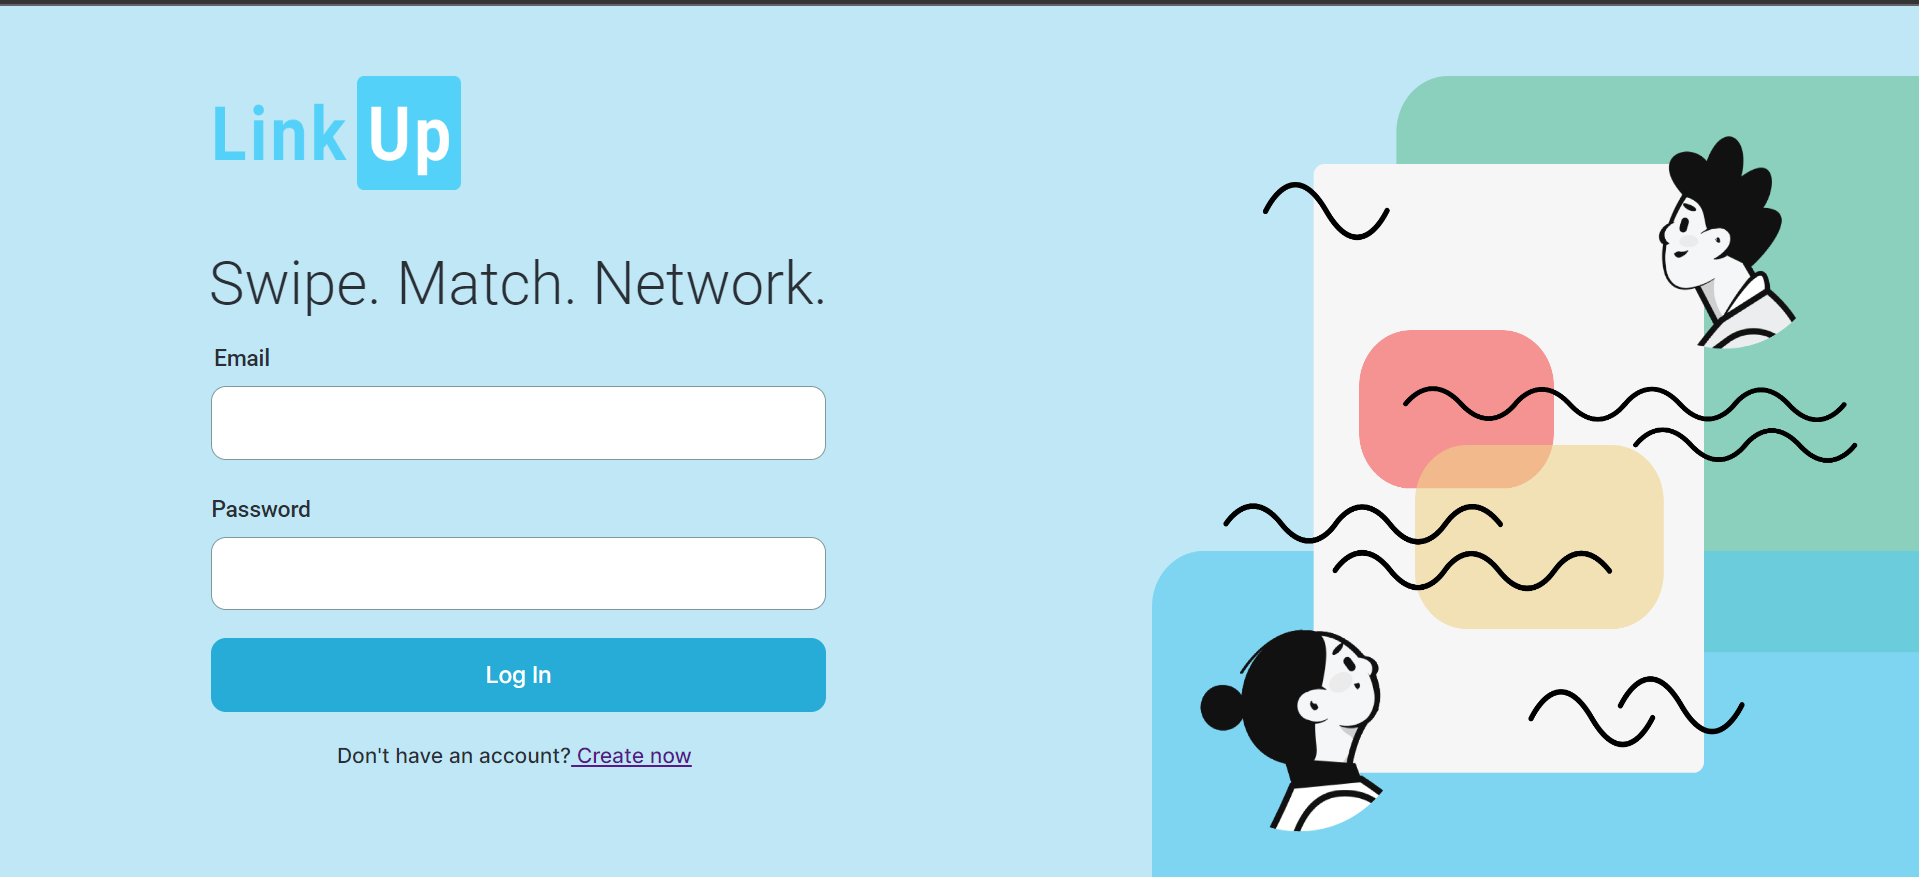 Link Up
Swipe. Match. Network.
Email
Password
Log In
Don't have an account? Create now